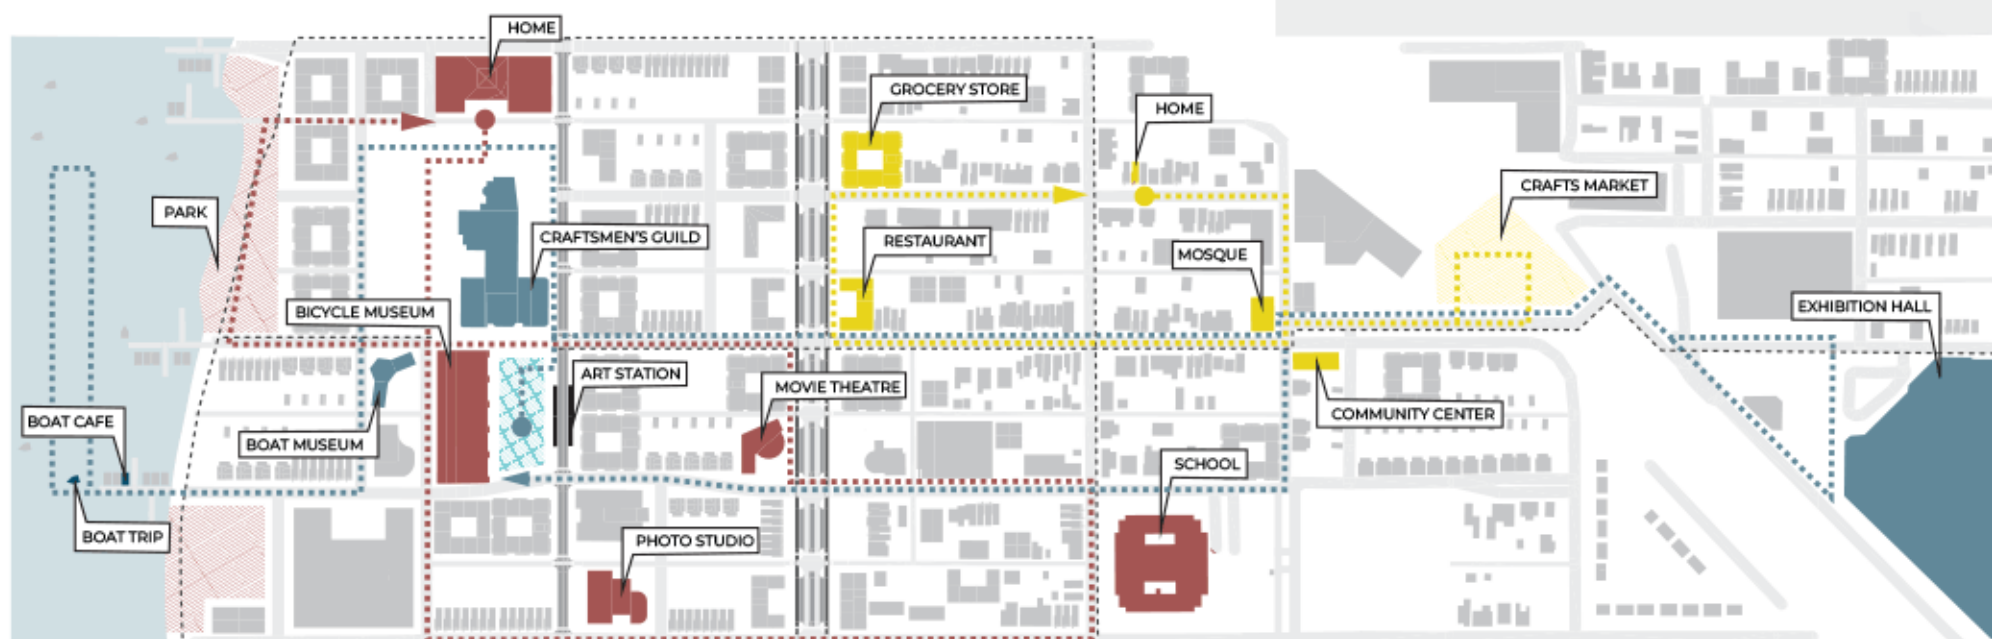 HOME
GROCERY STORE
HOME
CRAFTS MARKET
PARK
CRAFTSMEN'S GUILD
RESTAURANT
MOSQUE
BICYCLE MUSEUM
EXHIBITION HALL
ART STATION
MOVIE THEATRE
BOAT CAFE
COMMUNITY CENTER
BOAT MUSEUM
SCHOOL
BOAT TRIP
PHOTO STUDIO